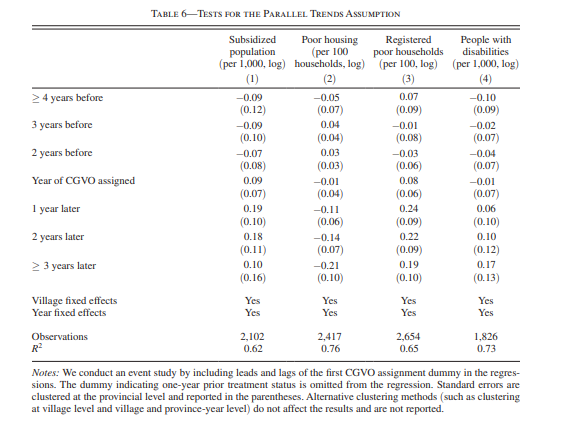 TABLE 6—TESTS FOR THE PARALLEL TRENDS ASSUMPTION
Subsidized Poor housing Registered People with
population (per 100 poor households disabilities
(per 1,000, log) households, log) (per 100, log) (per 1,000, log)
(1) (2) (3) (4)
≥ 4 years before −0.09 −0.05 0.07 −0.10
(0.12) (0.07) (0.09) (0.09)
3 years before −0.09 0.04 −0.01 −0.02
(0.10) (0.04) (0.08) (0.07)
2 years before −0.07 0.03 −0.03 −0.04
(0.08) (0.03) (0.06) (0.07)
Year of CGVO assigned 0.09 −0.01 0.08 −0.01
(0.07) (0.04) (0.06) (0.07)
1 year later 0.19 −0.11 0.24 0.06
(0.10) (0.06) (0.09) (0.10)
2 years later 0.18 −0.14 0.22 0.10
(0.11) (0.07) (0.09) (0.12)
≥ 3 years later 0.10 −0.21 0.19 0.17
(0.16) (0.10) (0.10) (0.13)
Village fixed effects Yes Yes Yes Yes
Year fixed effects Yes Yes Yes Yes
Observations 2,102 2,417 2,654 1,826
R² 0.62 0.76 0.65 0.73
Notes: We conduct an event study by including leads and lags of the first CGVO assignment dummy in the regres-
sions. The dummy indicating one-year prior treatment status is omitted from the regression. Standard errors are
clustered at the provincial level and reported in the parentheses. Alternative clustering methods (such as clustering
at village level and village and province-year level) do not affect the results and are not reported.